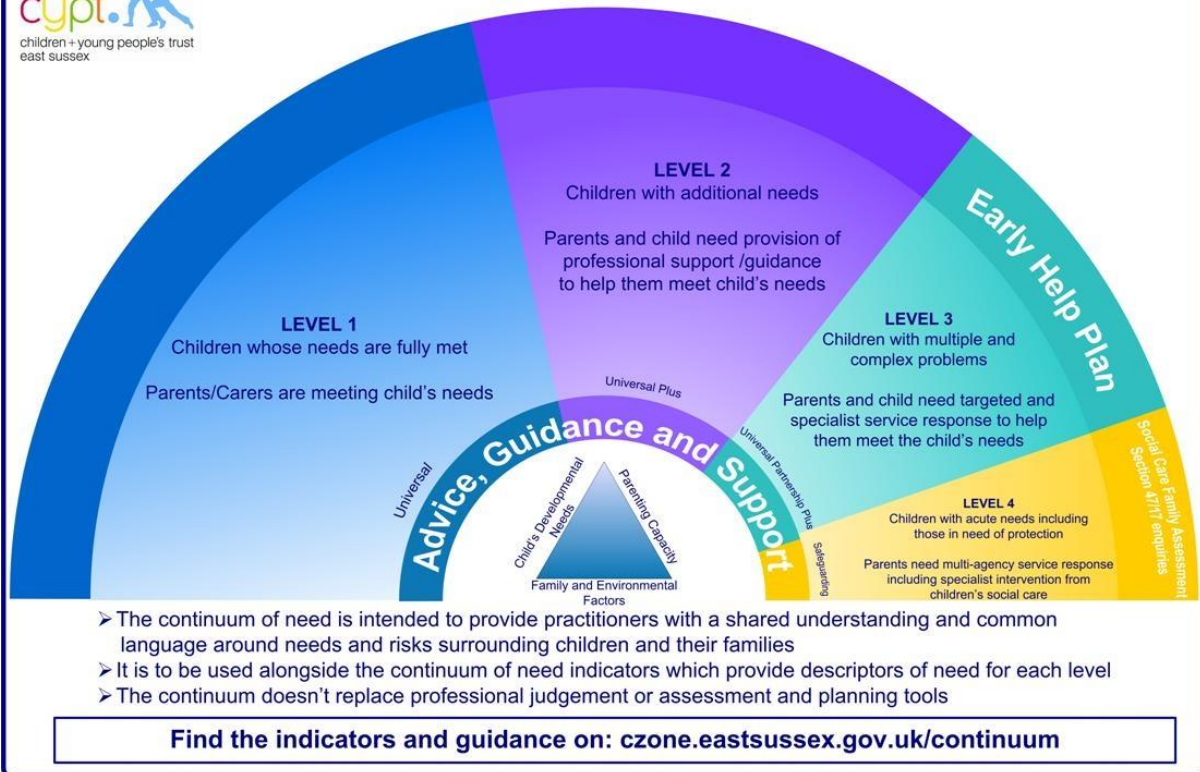 cypt.
children + young people's trust
east sussex
LEVEL 1
Children whose needs are fully met
Parents/Carers are meeting child's needs
LEVEL 2
Children with additional needs
Parents and child need provision of
professional support /guidance
to help them meet child's needs
Early Help Plan
LEVEL 3
Children with multiple and
complex problems
Parents and child need targeted and
specialist service response to help
them meet the child's needs
Social Care Family Assessment
Section 47/17 enquiries
LEVEL 4
Children with acute needs including
those in need of protection
Parents need multi-agency service response
including specialist intervention from
children's social care
Universal
Universal Plus
Universal Partnership Plus
Safeguarding
Advice, Guidance and Support
Child's Developmental
Needs
Parenting Capacity
Family and Environmental
Factors
➢ The continuum of need is intended to provide practitioners with a shared understanding and common
language around needs and risks surrounding children and their families
➢ It is to be used alongside the continuum of need indicators which provide descriptors of need for each level
➢ The continuum doesn't replace professional judgement or assessment and planning tools
Find the indicators and guidance on: czone.eastsussex.gov.uk/continuum